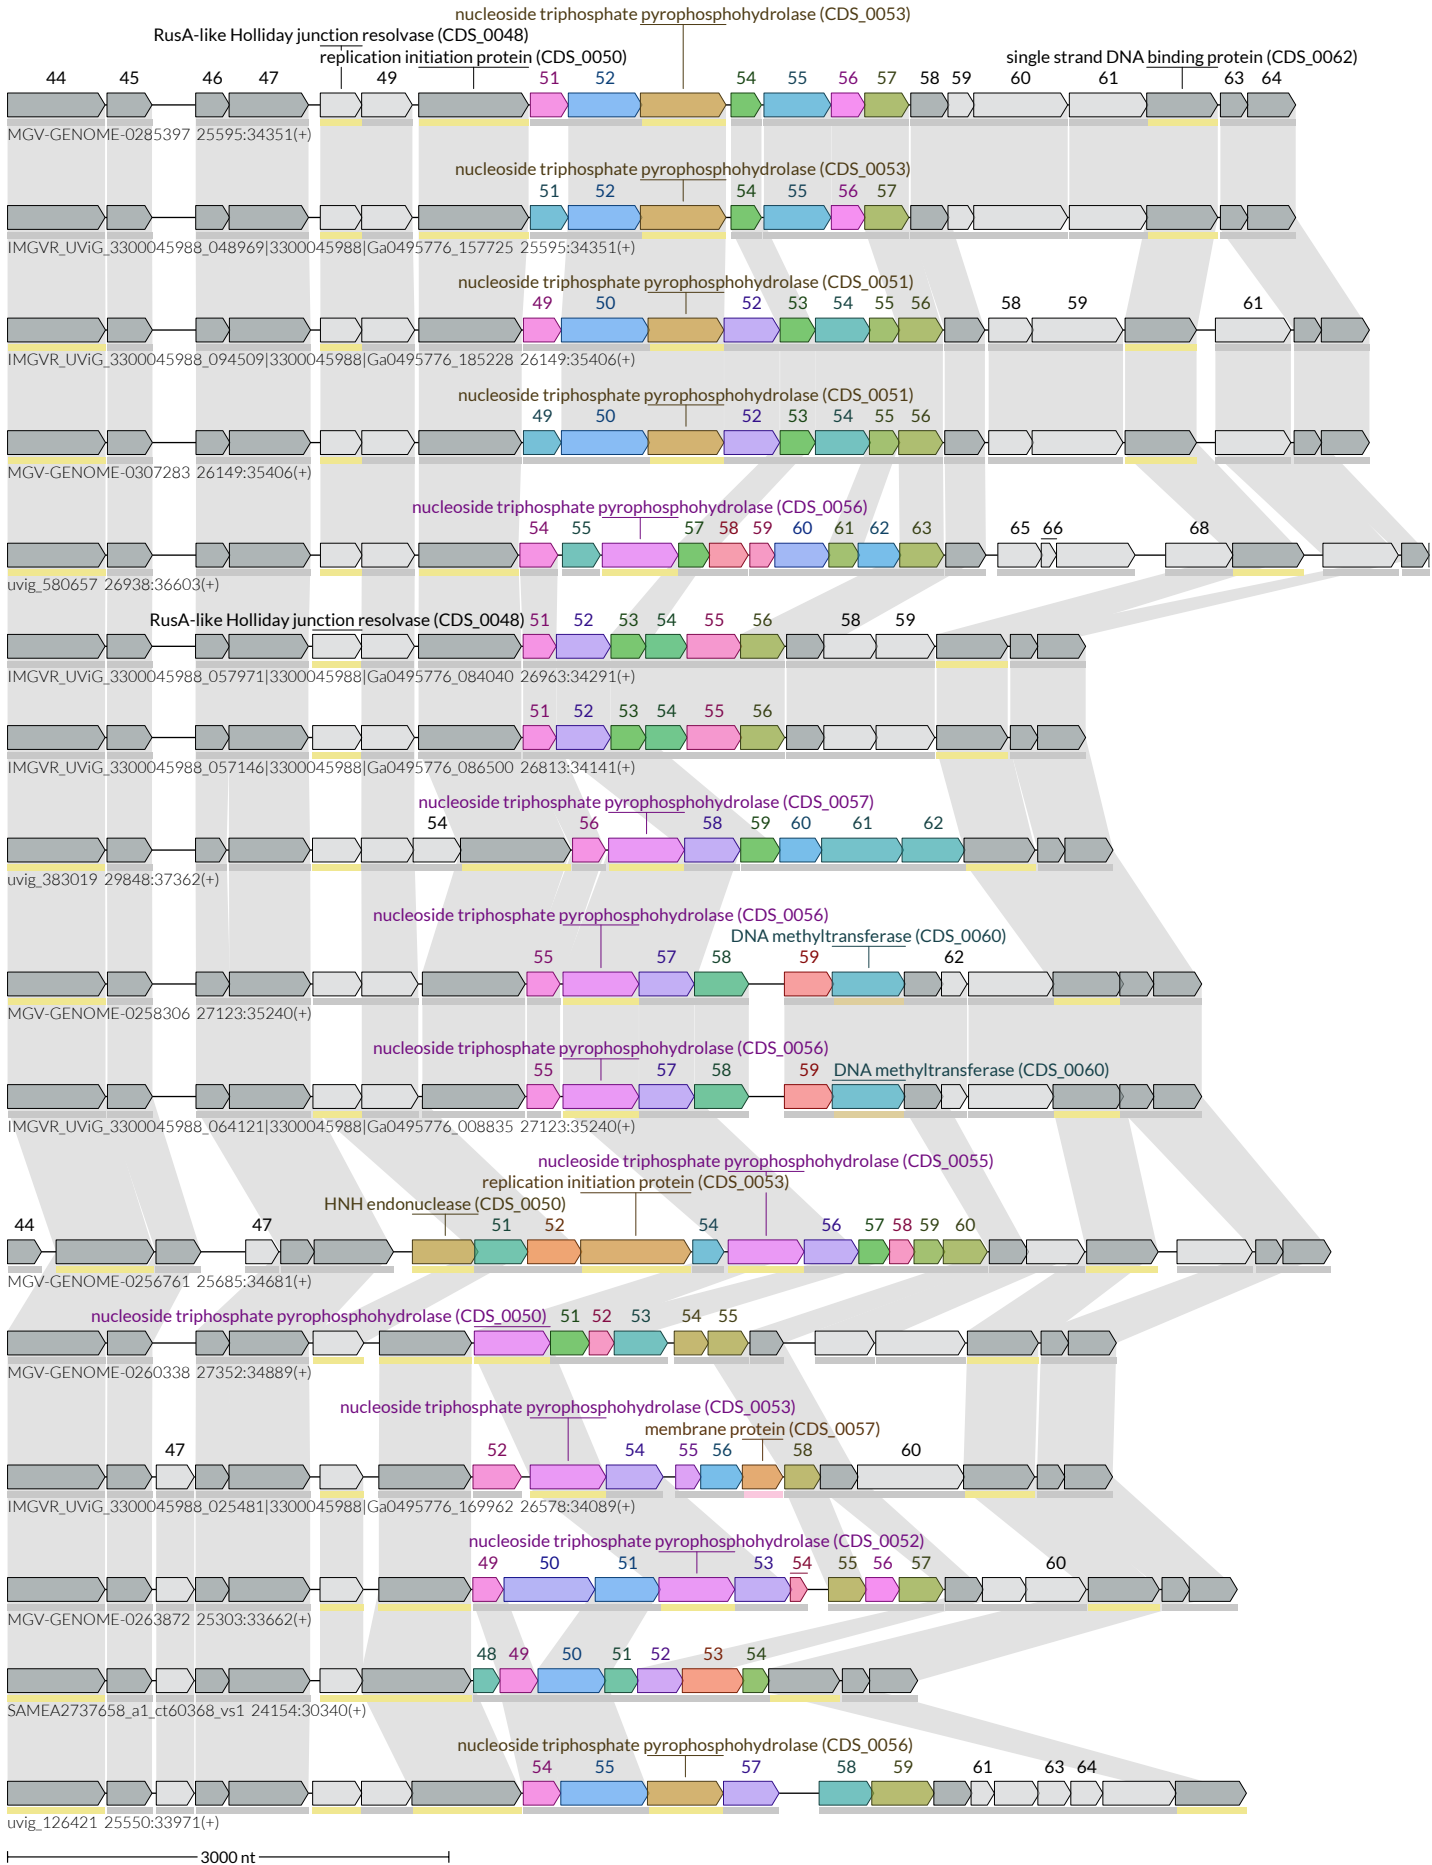 nucleoside triphosphate pyrophosphohydrolase (CDS_0053)
RusA-like Holliday junction resolvase (CDS_0048)
replication initiation protein (CDS_0050) single strand DNA binding protein (CDS_0062)
44 45 46 47 49 51 52 54 55 56 57 58 59 60 61 63 64
MGV-GENOME-0285397 25595:34351(+)
nucleoside triphosphate pyrophosphohydrolase (CDS_0053)
51 52 54 55 56 57
IMGVR_UViG_3300045988_048969|3300045988|Ga0495776_157725 25595:34351(+)
nucleoside triphosphate pyrophosphohydrolase (CDS_0051)
49 50 52 53 54 55 56 58 59 61
IMGVR_UViG_3300045988_094509|3300045988|Ga0495776_185228 26149:35406(+)
nucleoside triphosphate pyrophosphohydrolase (CDS_0051)
49 50 52 53 54 55 56
MGV-GENOME-0307283 26149:35406(+)
nucleoside triphosphate pyrophosphohydrolase (CDS_0056)
54 55 57 58 59 60 61 62 63 65 66 68
uvig_580657 26938:36603(+)
RusA-like Holliday junction resolvase (CDS_0048) 51 52 53 54 55 56 58 59
IMGVR_UViG_3300045988_057971|3300045988|Ga0495776_084040 26963:34291(+)
51 52 53 54 55 56
IMGVR_UViG_3300045988_057146|3300045988|Ga0495776_086500 26813:34141(+)
nucleoside triphosphate pyrophosphohydrolase (CDS_0057)
54 56 58 59 60 61 62
uvig_383019 29848:37362(+)
nucleoside triphosphate pyrophosphohydrolase (CDS_0056)
DNA methyltransferase (CDS_0060)
55 57 58 59 62
MGV-GENOME-0258306 27123:35240(+)
nucleoside triphosphate pyrophosphohydrolase (CDS_0056)
55 57 58 59 DNA methyltransferase (CDS_0060)
IMGVR_UViG_3300045988_064121|3300045988|Ga0495776_008835 27123:35240(+)
nucleoside triphosphate pyrophosphohydrolase (CDS_0055)
replication initiation protein (CDS_0053)
HNH endonuclease (CDS_0050)
44 47 51 52 54 56 57 58 59 60
MGV-GENOME-0256761 25685:34681(+)
nucleoside triphosphate pyrophosphohydrolase (CDS_0050) 51 52 53 54 55
MGV-GENOME-0260338 27352:34889(+)
nucleoside triphosphate pyrophosphohydrolase (CDS_0053)
membrane protein (CDS_0057)
47 52 54 55 56 58 60
IMGVR_UViG_3300045988_025481|3300045988|Ga0495776_169962 26578:34089(+)
nucleoside triphosphate pyrophosphohydrolase (CDS_0052)
49 50 51 53 54 55 56 57 60
MGV-GENOME-0263872 25303:33662(+)
48 49 50 51 52 53 54
SAMEA2737658_a1_ct60368_vs1 24154:30340(+)
nucleoside triphosphate pyrophosphohydrolase (CDS_0056)
54 55 57 58 59 61 63 64
uvig_126421 25550:33971(+)
3000 nt